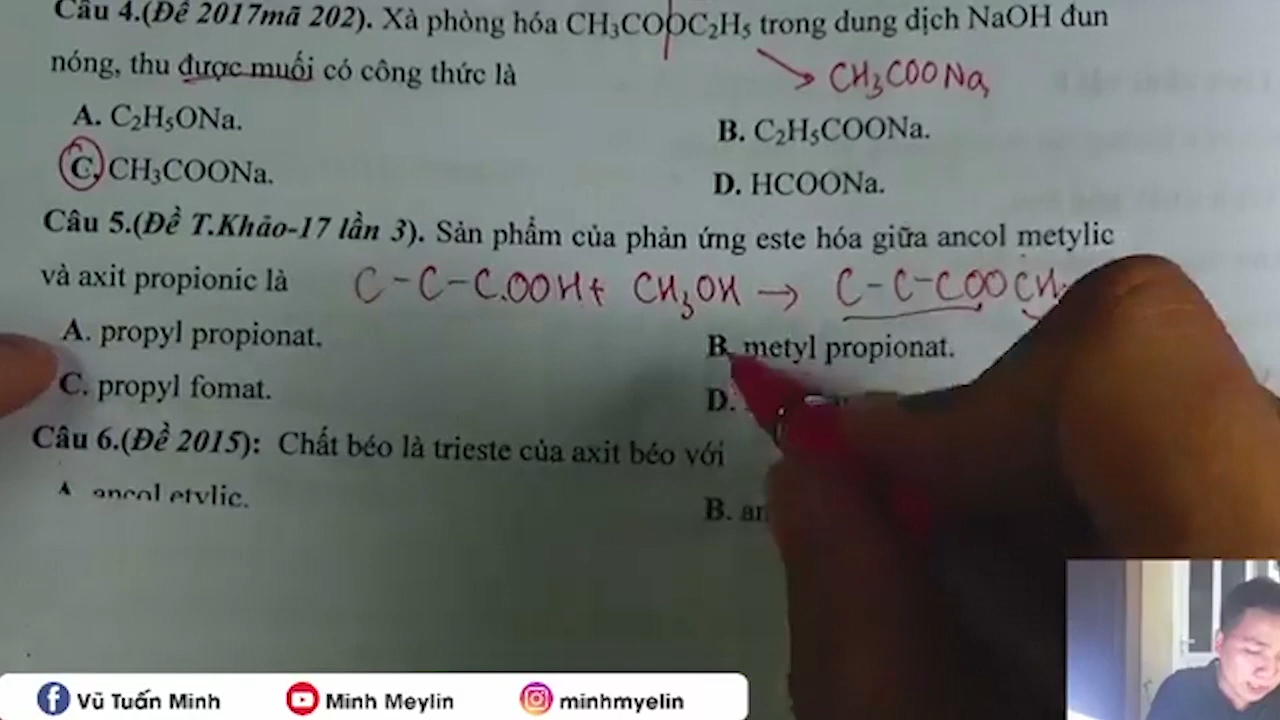 Câu 4.(Đề 2017mã 202). Xà phòng hóa CH₃COOC₂H₅ trong dung dịch NaOH đun
nóng, thu được muối có công thức là
CH₃COONa
A. C₂H₅ONa.
B. C₂H₅COONa.
C. CH₃COONa.
D. HCOONa.
Câu 5.(Đề T.Khảo-17 lần 3). Sản phẩm của phản ứng este hóa giữa ancol metylic
và axit propionic là
C-C-C.OOH+ CH₃OH → C-C-COOCH
A. propyl propionat.
B. metyl propionat.
C. propyl fomat.
D.
Câu 6.(Đề 2015): Chất béo là trieste của axit béo với
A. ancol etylic.
B. an
Vũ Tuấn Minh
Minh Meylin
minhmyelin